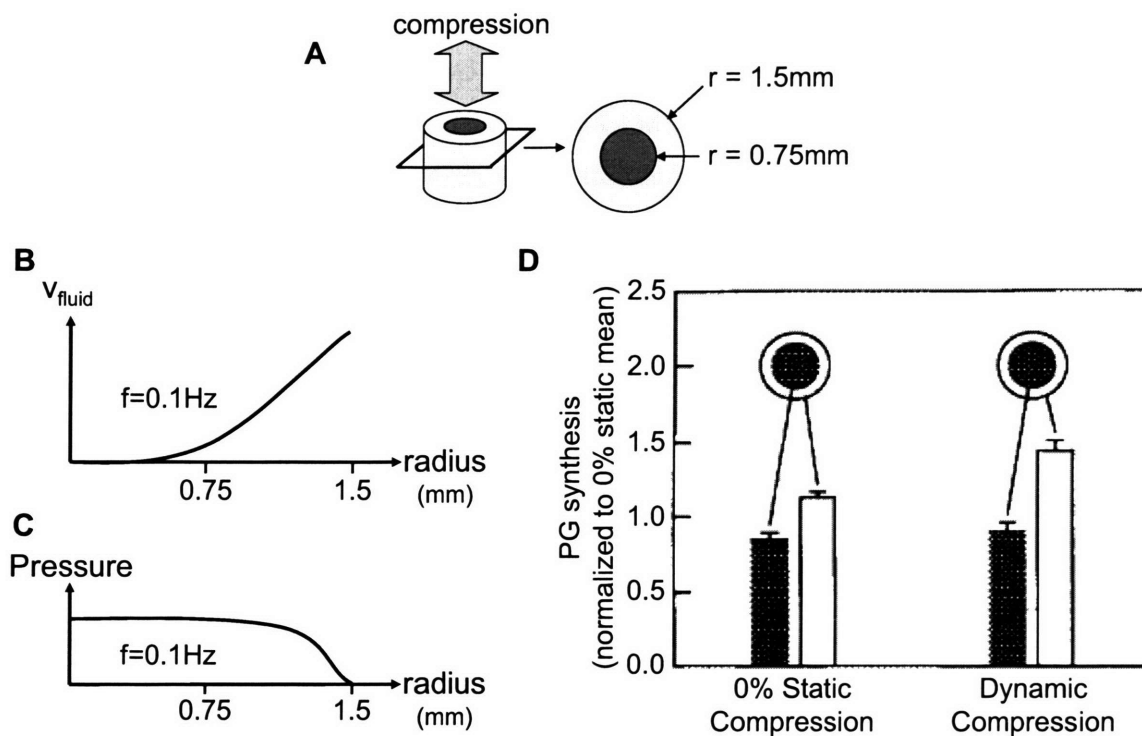 A
compression
r = 1.5mm
r = 0.75mm
B
Vfluid
f=0.1Hz
radius
(mm)
0.75
1.5
C
Pressure
f=0.1Hz
radius
(mm)
0.75
1.5
D
PG synthesis
(normalized to 0% static mean)
2.5
2.0
1.5
1.0
0.5
0.0
0% Static
Compression
Dynamic
Compression